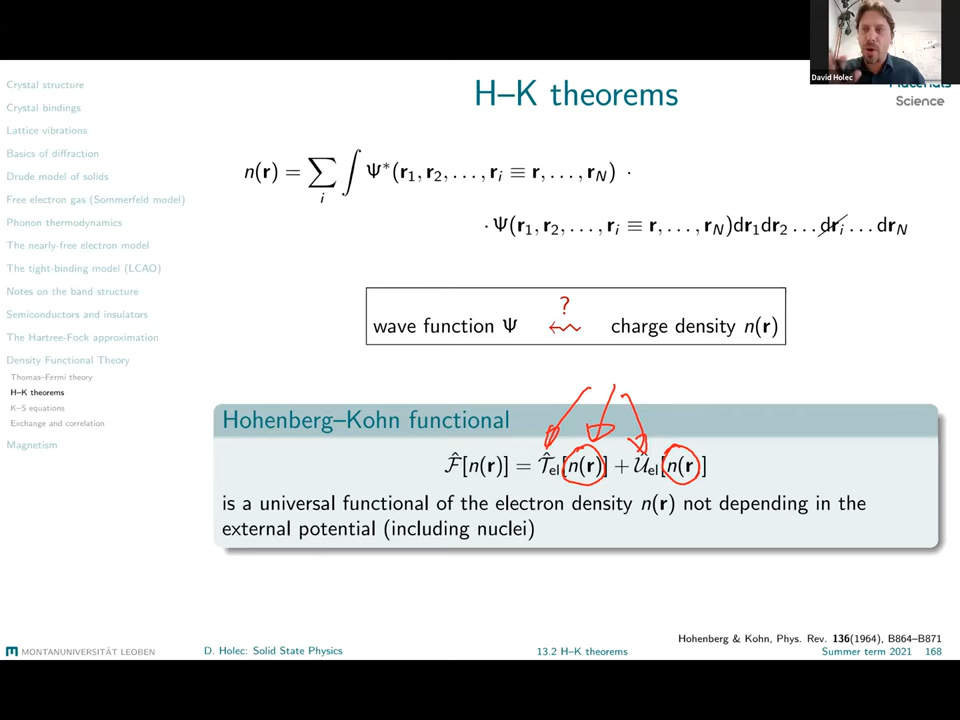 David Holec
Materials
Science
H–K theorems
Crystal structure
Crystal bindings
Lattice vibrations
Basics of diffraction
Drude model of solids
Free electron gas (Sommerfeld model)
Phonon thermodynamics
The nearly-free electron model
The tight-binding model (LCAO)
Notes on the band structure
Semiconductors and insulators
The Hartree-Fock approximation
Density Functional Theory
Thomas–Fermi theory
H–K theorems
K–S equations
Exchange and correlation
Magnetism
n(r) = ∑_i ∫ Ψ*(r₁, r₂, . . . , r_i ≡ r, . . . , r_N) ·
· Ψ(r₁, r₂, . . . , r_i ≡ r, . . . , r_N)dr₁dr₂ . . . dr_i . . . dr_N
?
wave function Ψ ⇜ charge density n(r)
Hohenberg–Kohn functional
F̂[n(r)] = T̂_el[n(r)] + Û_el[n(r)]
is a universal functional of the electron density n(r) not depending in the
external potential (including nuclei)
Hohenberg & Kohn, Phys. Rev. 136(1964), B864–B871
MONTANUNIVERSITÄT LEOBEN D. Holec: Solid State Physics 13.2 H–K theorems Summer term 2021 168